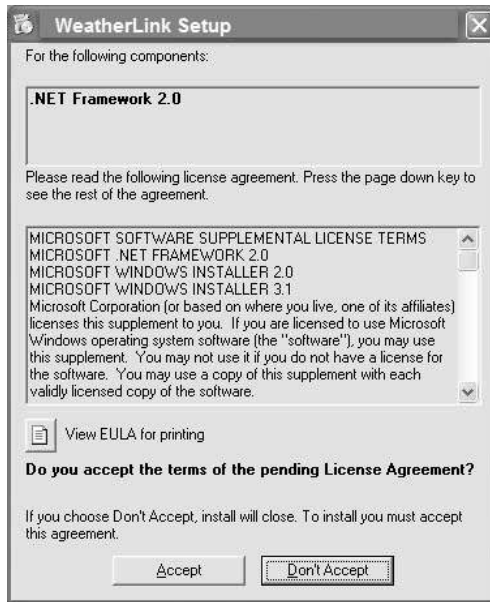 WeatherLink Setup
For the following components:
.NET Framework 2.0
Please read the following license agreement. Press the page down key to
see the rest of the agreement.
MICROSOFT SOFTWARE SUPPLEMENTAL LICENSE TERMS
MICROSOFT .NET FRAMEWORK 2.0
MICROSOFT WINDOWS INSTALLER 2.0
MICROSOFT WINDOWS INSTALLER 3.1
Microsoft Corporation (or based on where you live, one of its affiliates)
licenses this supplement to you.  If you are licensed to use Microsoft
Windows operating system software (the "software"), you may use
this supplement.  You may not use it if you do not have a license for
the software.  You may use a copy of this supplement with each
validly licensed copy of the software.
View EULA for printing
Do you accept the terms of the pending License Agreement?
If you choose Don't Accept, install will close. To install you must accept
this agreement.
Accept
Don't Accept